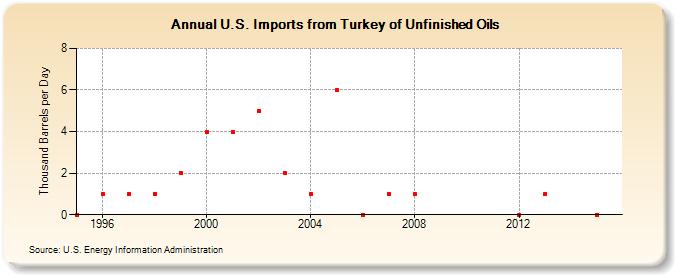 Annual U.S. Imports from Turkey of Unfinished Oils
Thousand Barrels per Day
8
6
4
2
0
1996 2000 2004 2008 2012
Source: U.S. Energy Information Administration